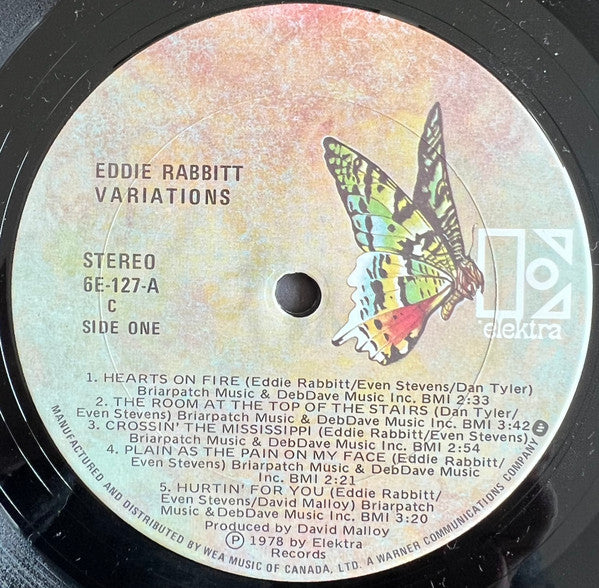 EDDIE RABBITT
VARIATIONS
STEREO
6E-127-A
C
SIDE ONE
elektra
1. HEARTS ON FIRE (Eddie Rabbitt/Even Stevens/Dan Tyler)
Briarpatch Music & DebDave Music Inc. BMI 2:33
2. THE ROOM AT THE TOP OF THE STAIRS (Dan Tyler/
Even Stevens) Briarpatch Music & DebDave Music Inc. BMI 3:42
3. CROSSIN' THE MISSISSIPPI (Eddie Rabbitt/Even Stevens)
Briarpatch Music & DebDave Music Inc. BMI 2:54
4. PLAIN AS THE PAIN ON MY FACE (Eddie Rabbitt/
Even Stevens) Briarpatch Music & DebDave Music Inc.
BMI 2:21
5. HURTIN' FOR YOU (Eddie Rabbitt/
Even Stevens/David Malloy) Briarpatch
Music & DebDave Music Inc. BMI 3:20
Produced by David Malloy
Ⓟ 1978 by Elektra
Records
MANUFACTURED AND DISTRIBUTED BY WEA MUSIC OF CANADA, LTD. A WARNER COMMUNICATIONS COMPANY